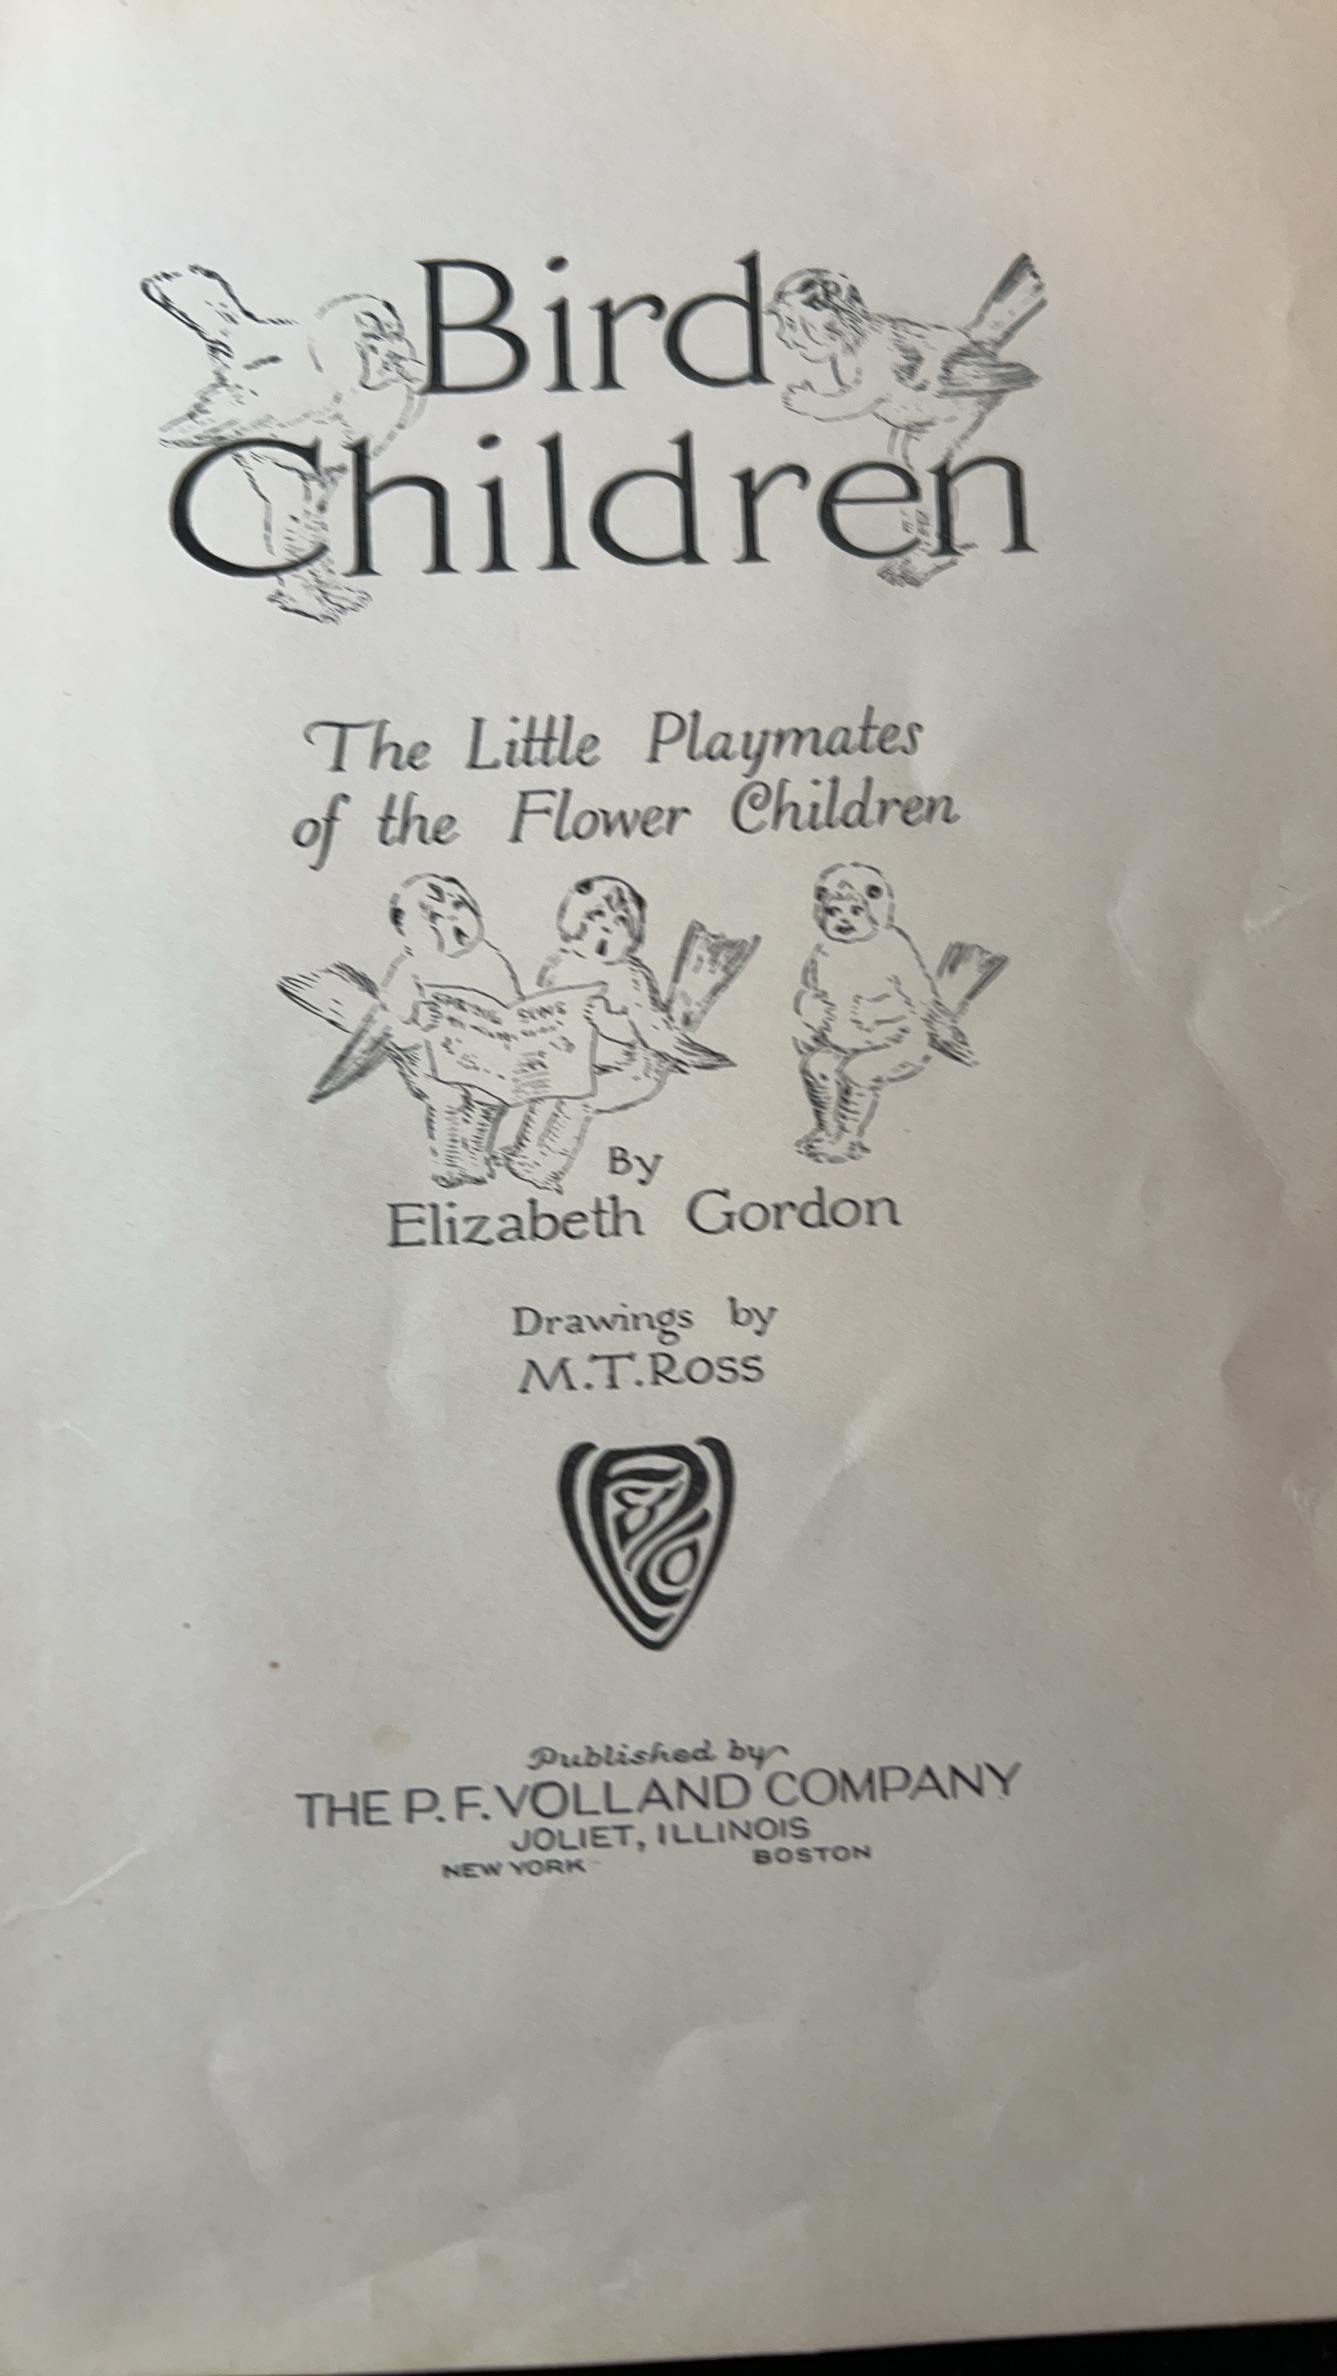 Bird
Children
The Little Playmates
of the Flower Children
SONG
By
Elizabeth Gordon
Drawings by
M.T.Ross
Published by
THE P.F. VOLLAND COMPANY
JOLIET, ILLINOIS
NEW YORK BOSTON